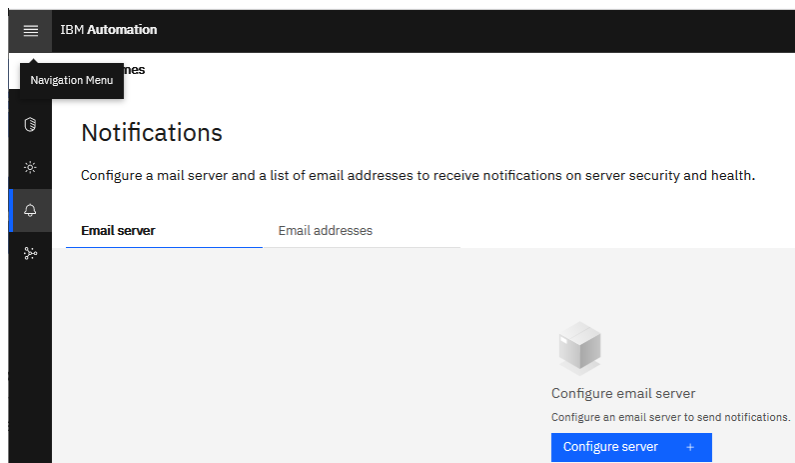 IBM Automation
mes
Navigation Menu
Notifications
Configure a mail server and a list of email addresses to receive notifications on server security and health.
Email server Email addresses
Configure email server
Configure an email server to send notifications.
Configure server +